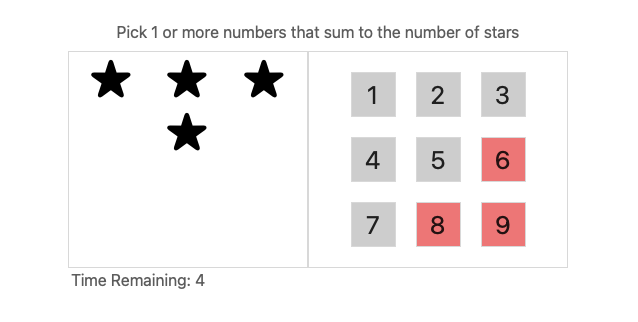 Pick 1 or more numbers that sum to the number of stars
1 2 3
4 5 6
7 8 9
Time Remaining: 4